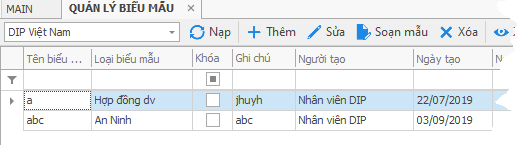 MAIN QUẢN LÝ BIỂU MẪU
DIP Việt Nam Nạp Thêm Sửa Soạn mẫu Xóa
Tên biểu ... Loại biểu mẫu Khóa Ghi chú Người tạo Ngày tạo
a Hợp đồng dv jhuyh Nhân viên DIP 22/07/2019
abc An Ninh abc Nhân viên DIP 03/09/2019